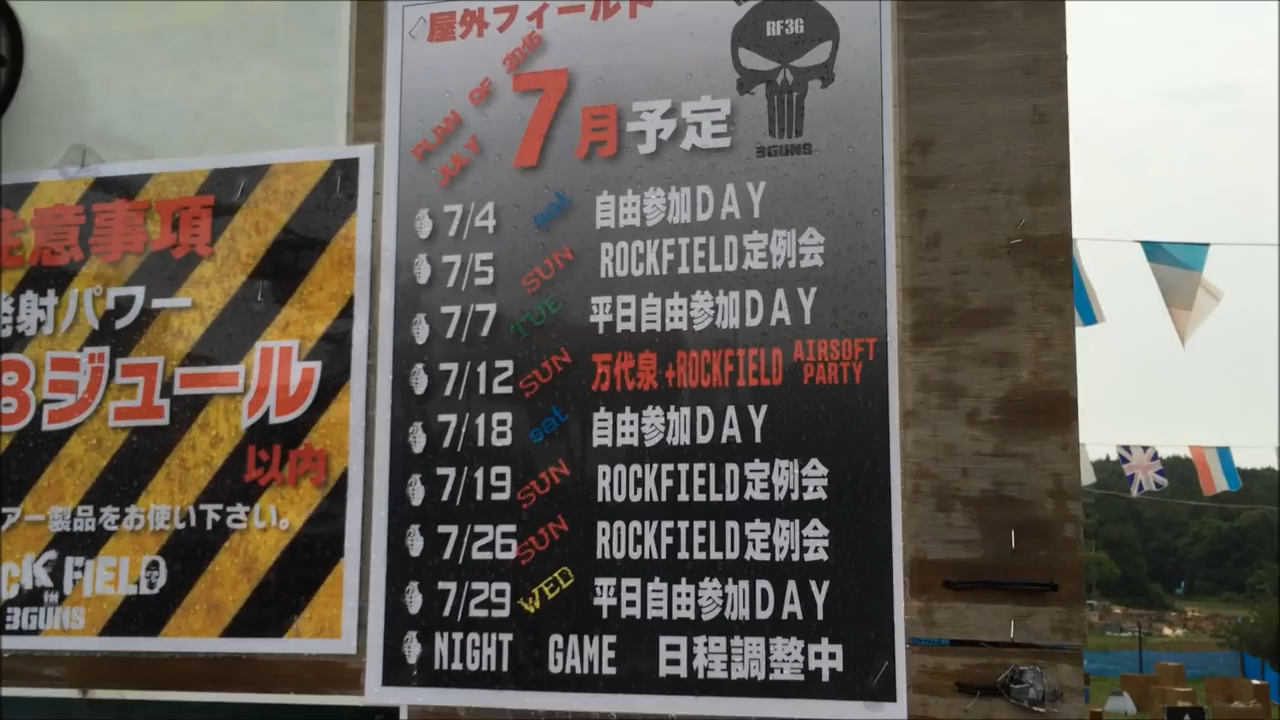 屋外フィールド
RF3G
PLAN OF 2015
JULY
7月予定
3GUNS
7/4 sat 自由参加DAY
7/5 SUN ROCKFIELD定例会
7/7 TUE 平日自由参加DAY
7/12 SUN 万代泉+ROCKFIELD AIRSOFT PARTY
7/18 sat 自由参加DAY
7/19 SUN ROCKFIELD定例会
7/26 SUN ROCKFIELD定例会
7/29 WED 平日自由参加DAY
NIGHT GAME 日程調整中
注意事項
発射パワー
8ジュール
以内
アー製品をお使い下さい。
CK FIELD
3GUNS